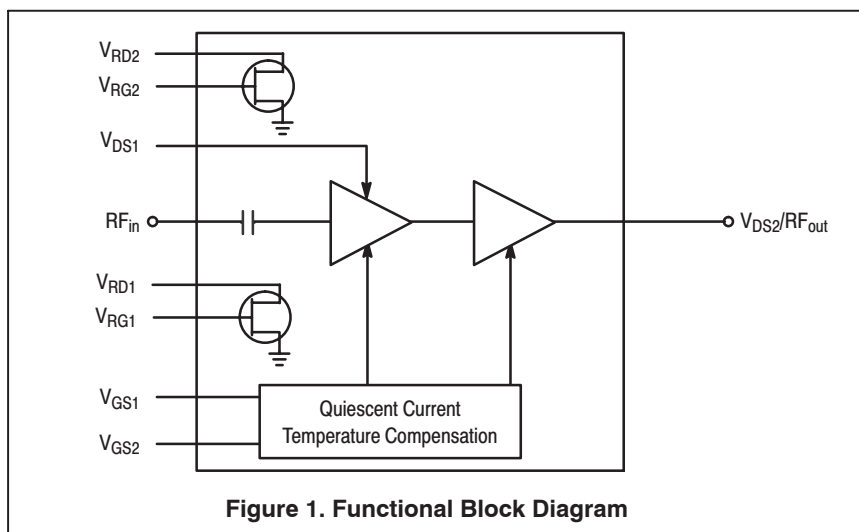 VRD2
VRG2
VDS1
RFin
VDS2/RFout
VRD1
VRG1
VGS1
VGS2
Quiescent Current
Temperature Compensation
Figure 1. Functional Block Diagram